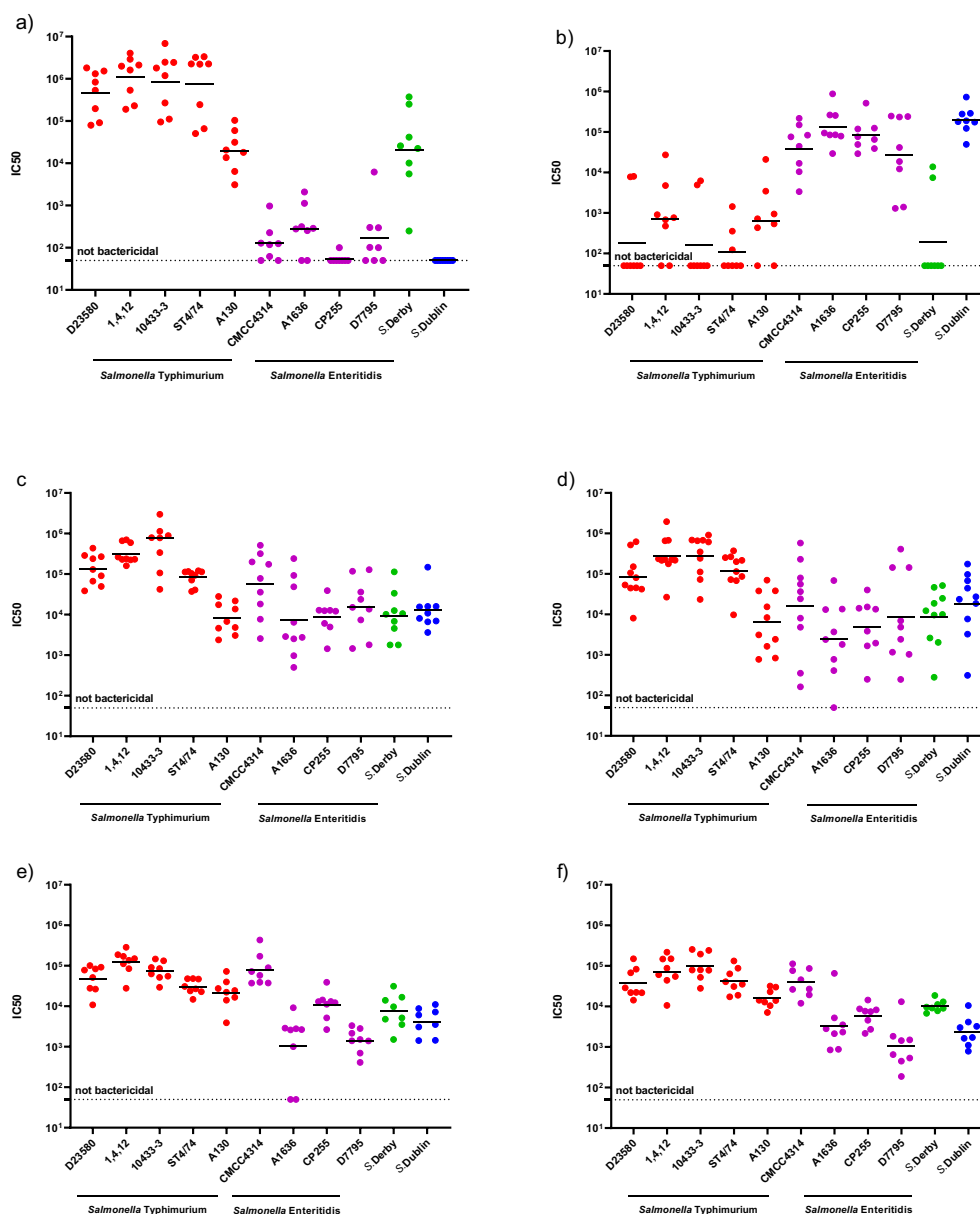 a)
10⁷
10⁶
10⁵
10⁴
10³
10²
10¹
IC50
not bactericidal
D23580
1,4,12
10433-3
ST4/74
A130
CMCC4314
A1636
CP255
D7795
S.Derby
S.Dublin
Salmonella Typhimurium
Salmonella Enteritidis
b)
10⁷
10⁶
10⁵
10⁴
10³
10²
10¹
IC50
not bactericidal
D23580
1,4,12
10433-3
ST4/74
A130
CMCC4314
A1636
CP255
D7795
S.Derby
S.Dublin
Salmonella Typhimurium
Salmonella Enteritidis
c
10⁷
10⁶
10⁵
10⁴
10³
10²
10¹
IC50
not bactericidal
D23580
1,4,12
10433-3
ST4/74
A130
CMCC4314
A1636
CP255
D7795
S.Derby
S.Dublin
Salmonella Typhimurium
Salmonella Enteritidis
d)
10⁷
10⁶
10⁵
10⁴
10³
10²
10¹
IC50
not bactericidal
D23580
1,4,12
10433-3
ST4/74
A130
CMCC4314
A1636
CP255
D7795
S.Derby
S.Dublin
Salmonella Typhimurium
Salmonella Enteritidis
e)
10⁷
10⁶
10⁵
10⁴
10³
10²
10¹
IC50
not bactericidal
D23580
1,4,12
10433-3
ST4/74
A130
CMCC4314
A1636
CP255
D7795
S.Derby
S.Dublin
Salmonella Typhimurium
Salmonella Enteritidis
f)
10⁷
10⁶
10⁵
10⁴
10³
10²
10¹
IC50
not bactericidal
D23580
1,4,12
10433-3
ST4/74
A130
CMCC4314
A1636
CP255
D7795
S.Derby
S.Dublin
Salmonella Typhimurium
Salmonella Enteritidis